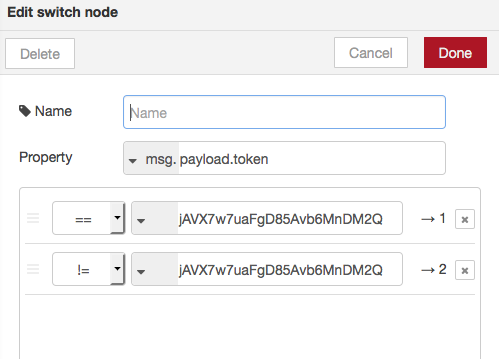 Edit switch node
Delete Cancel Done
Name Name
Property msg. payload.token
== jAVX7w7uaFgD85Avb6MnDM2Q → 1 ×
!= jAVX7w7uaFgD85Avb6MnDM2Q → 2 ×